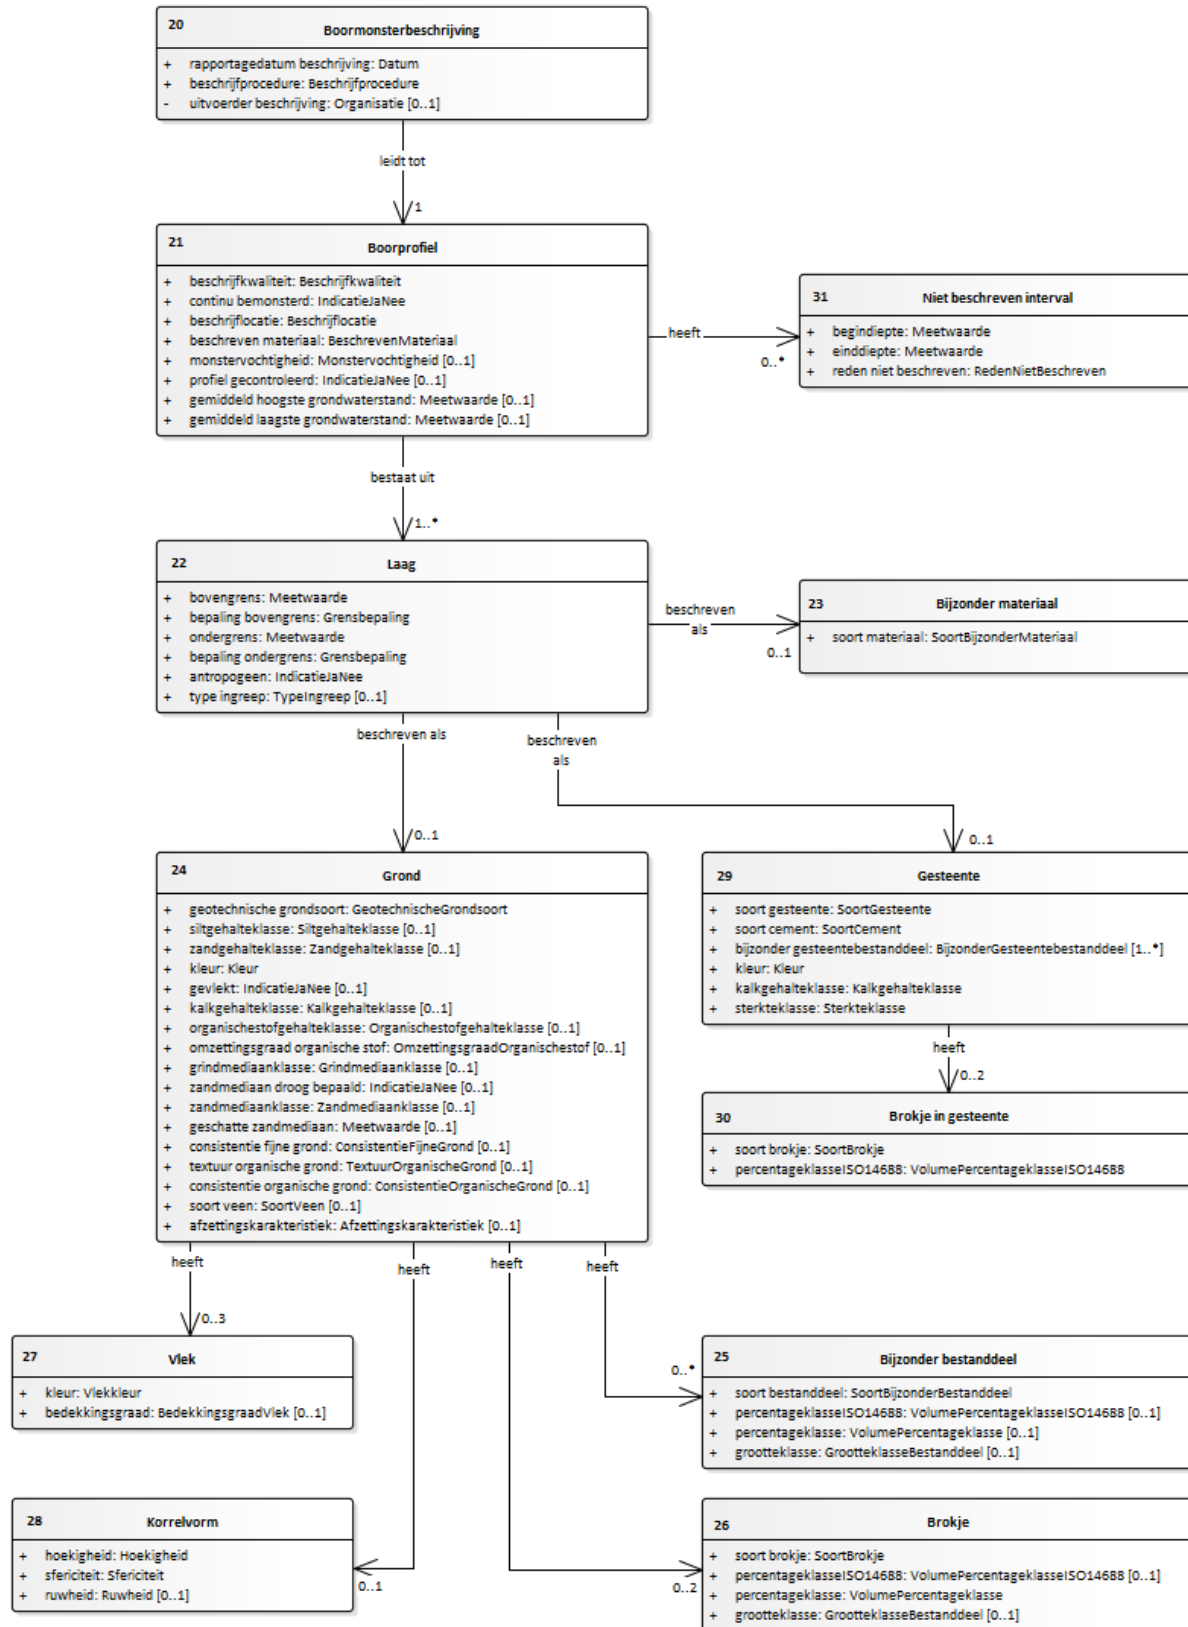 20 Boormonsterbeschrijving
+ rapportagedatum beschrijving: Datum
+ beschrijfprocedure: Beschrijfprocedure
- uitvoerder beschrijving: Organisatie [0..1]
leidt tot
1
21 Boorprofiel
+ beschrijfkwaliteit: Beschrijfkwaliteit
+ continu bemonsterd: IndicatieJaNee
+ beschrijflocatie: Beschrijflocatie
+ beschreven materiaal: BeschrevenMateriaal
+ monstervochtigheid: Monstervochtigheid [0..1]
+ profiel gecontroleerd: IndicatieJaNee [0..1]
+ gemiddeld hoogste grondwaterstand: Meetwaarde [0..1]
+ gemiddeld laagste grondwaterstand: Meetwaarde [0..1]
heeft
0..*
31 Niet beschreven interval
+ begindiepte: Meetwaarde
+ einddiepte: Meetwaarde
+ reden niet beschreven: RedenNietBeschreven
bestaat uit
1..*
22 Laag
+ bovengrens: Meetwaarde
+ bepaling bovengrens: Grensbepaling
+ ondergrens: Meetwaarde
+ bepaling ondergrens: Grensbepaling
+ antropogeen: IndicatieJaNee
+ type ingreep: TypeIngreep [0..1]
beschreven
als
0..1
23 Bijzonder materiaal
+ soort materiaal: SoortBijzonderMateriaal
beschreven als
0..1
beschreven
als
0..1
24 Grond
+ geotechnische grondsoort: GeotechnischeGrondsoort
+ siltgehalteklasse: Siltgehalteklasse [0..1]
+ zandgehalteklasse: Zandgehalteklasse [0..1]
+ kleur: Kleur
+ gevlekt: IndicatieJaNee [0..1]
+ kalkgehalteklasse: Kalkgehalteklasse [0..1]
+ organischestofgehalteklasse: Organischestofgehalteklasse [0..1]
+ omzettingsgraad organische stof: OmzettingsgraadOrganischestof [0..1]
+ grindmediaanklasse: Grindmediaanklasse [0..1]
+ zandmediaan droog bepaald: IndicatieJaNee [0..1]
+ zandmediaanklasse: Zandmediaanklasse [0..1]
+ geschatte zandmediaan: Meetwaarde [0..1]
+ consistentie fijne grond: ConsistentieFijneGrond [0..1]
+ textuur organische grond: TextuurOrganischeGrond [0..1]
+ consistentie organische grond: ConsistentieOrganischeGrond [0..1]
+ soort veen: SoortVeen [0..1]
+ afzettingskarakteristiek: Afzettingskarakteristiek [0..1]
29 Gesteente
+ soort gesteente: SoortGesteente
+ soort cement: SoortCement
+ bijzonder gesteentebestanddeel: BijzonderGesteentebestanddeel [1..*]
+ kleur: Kleur
+ kalkgehalteklasse: Kalkgehalteklasse
+ sterkteklasse: Sterkteklasse
heeft
0..2
30 Brokje in gesteente
+ soort brokje: SoortBrokje
+ percentageklasseISO14688: VolumePercentageklasseISO14688
heeft
0..3
heeft
0..1
heeft
0..2
heeft
0..*
27 Vlek
+ kleur: Vlekkleur
+ bedekkingsgraad: BedekkingsgraadVlek [0..1]
25 Bijzonder bestanddeel
+ soort bestanddeel: SoortBijzonderBestanddeel
+ percentageklasseISO14688: VolumePercentageklasseISO14688 [0..1]
+ percentageklasse: VolumePercentageklasse [0..1]
+ grootteklasse: GrootteklasseBestanddeel [0..1]
28 Korrelvorm
+ hoekigheid: Hoekigheid
+ sfericiteit: Sfericiteit
+ ruwheid: Ruwheid [0..1]
26 Brokje
+ soort brokje: SoortBrokje
+ percentageklasseISO14688: VolumePercentageklasseISO14688 [0..1]
+ percentageklasse: VolumePercentageklasse
+ grootteklasse: GrootteklasseBestanddeel [0..1]